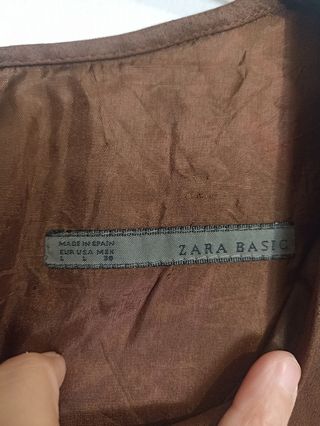 MADE IN SPAIN
EUR USA MEX
L L 30
ZARA BASIC